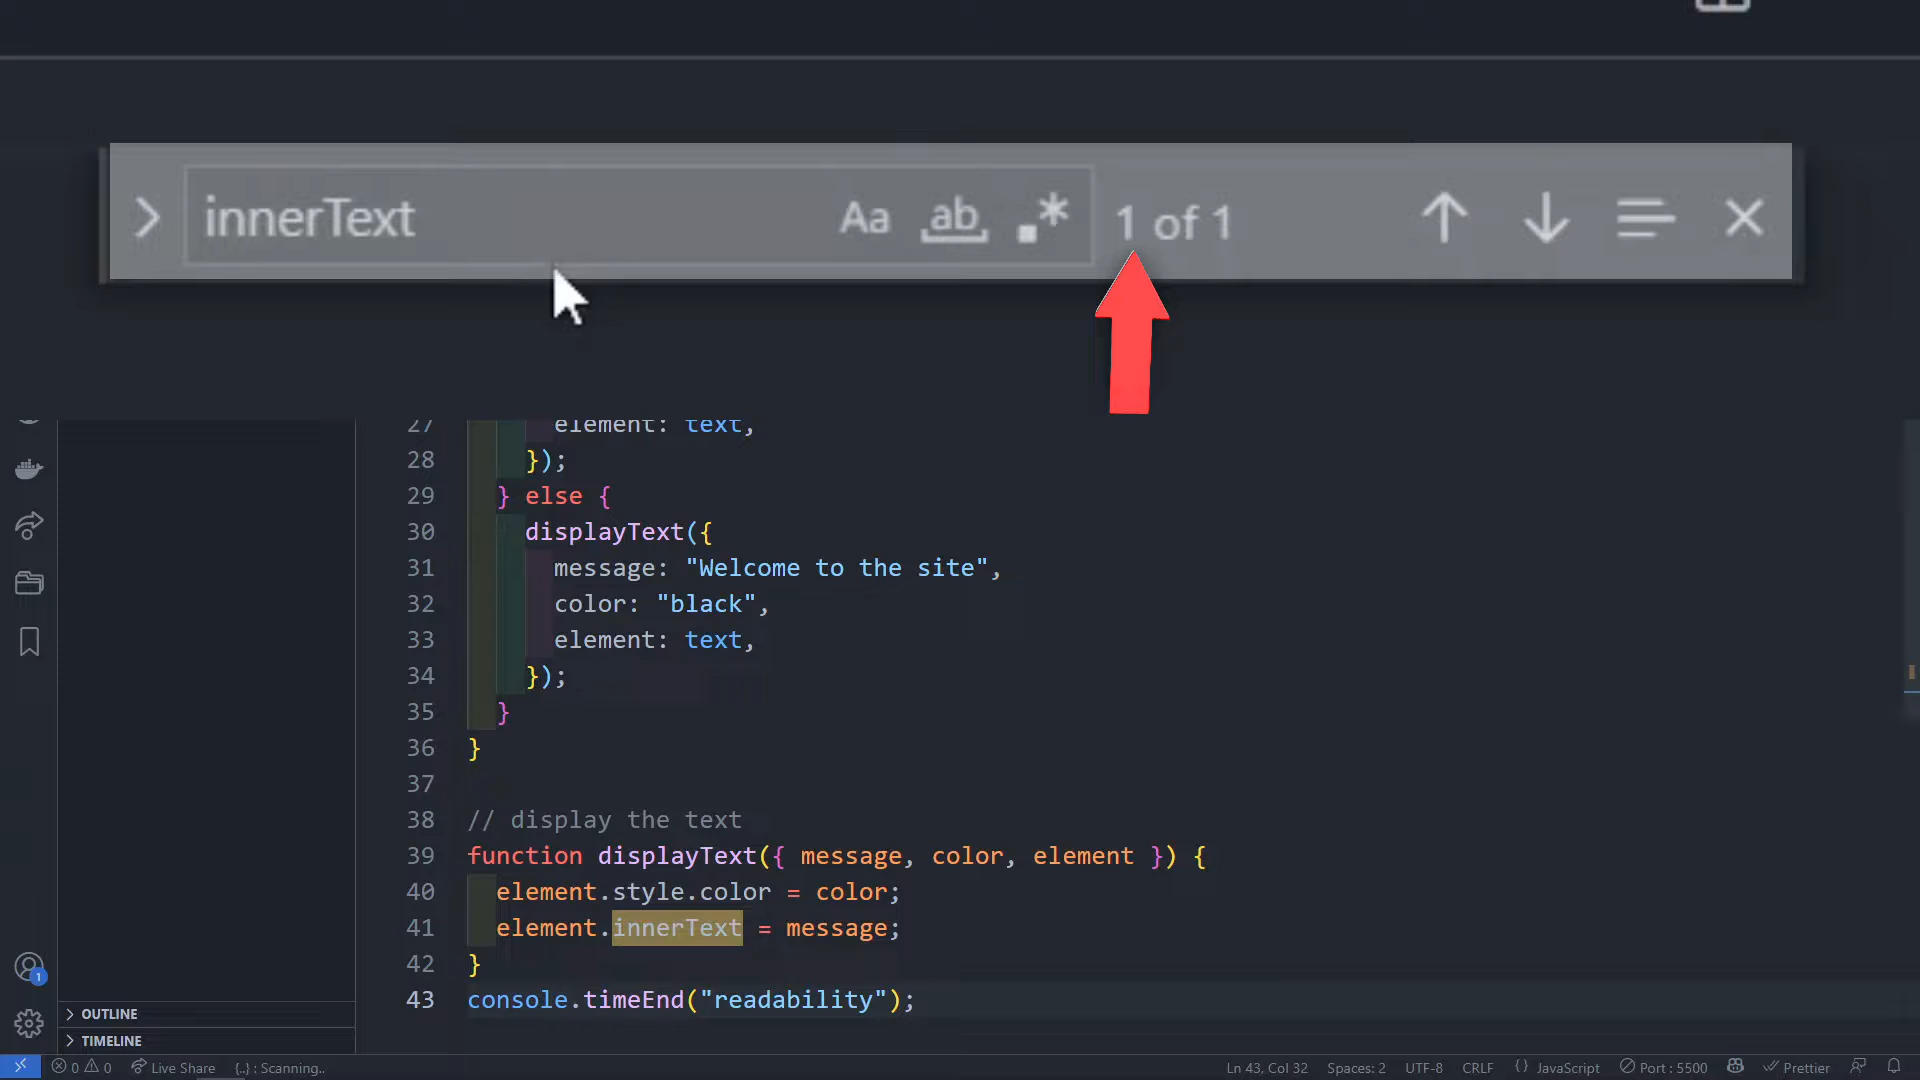 innerText Aa ab .* 1 of 1
27 element: text,
28 });
29 } else {
30 displayText({
31 message: "Welcome to the site",
32 color: "black",
33 element: text,
34 });
35 }
36 }
37
38 // display the text
39 function displayText({ message, color, element }) {
40 element.style.color = color;
41 element.innerText = message;
42 }
43 console.timeEnd("readability");
1
OUTLINE
TIMELINE
0 0 Live Share {..} : Scanning.. Ln 43, Col 32 Spaces: 2 UTF-8 CRLF {} JavaScript Port : 5500 Prettier